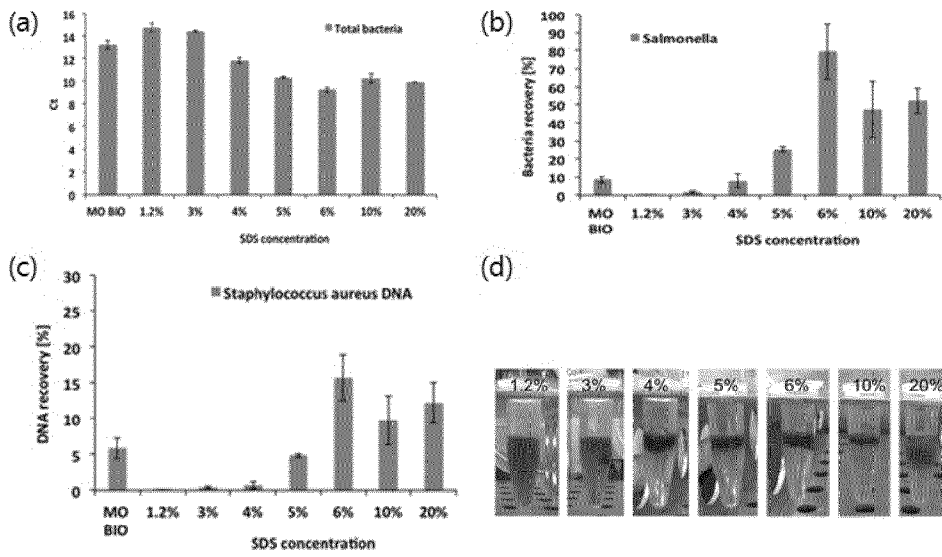 (a)
16
14
12
10
8
6
4
2
0
Ct
Total bacteria
MO BIO 1.2% 3% 4% 5% 6% 10% 20%
SDS concentration
(b)
100
90
80
70
60
50
40
30
20
10
0
Bacteria recovery [%]
Salmonella
MO BIO 1.2% 3% 4% 5% 6% 10% 20%
SDS concentration
(c)
30
25
20
15
10
5
0
DNA recovery [%]
Staphylococcus aureus DNA
MO BIO 1.2% 3% 4% 5% 6% 10% 20%
SDS concentration
(d)
1.2% 3% 4% 5% 6% 10% 20%